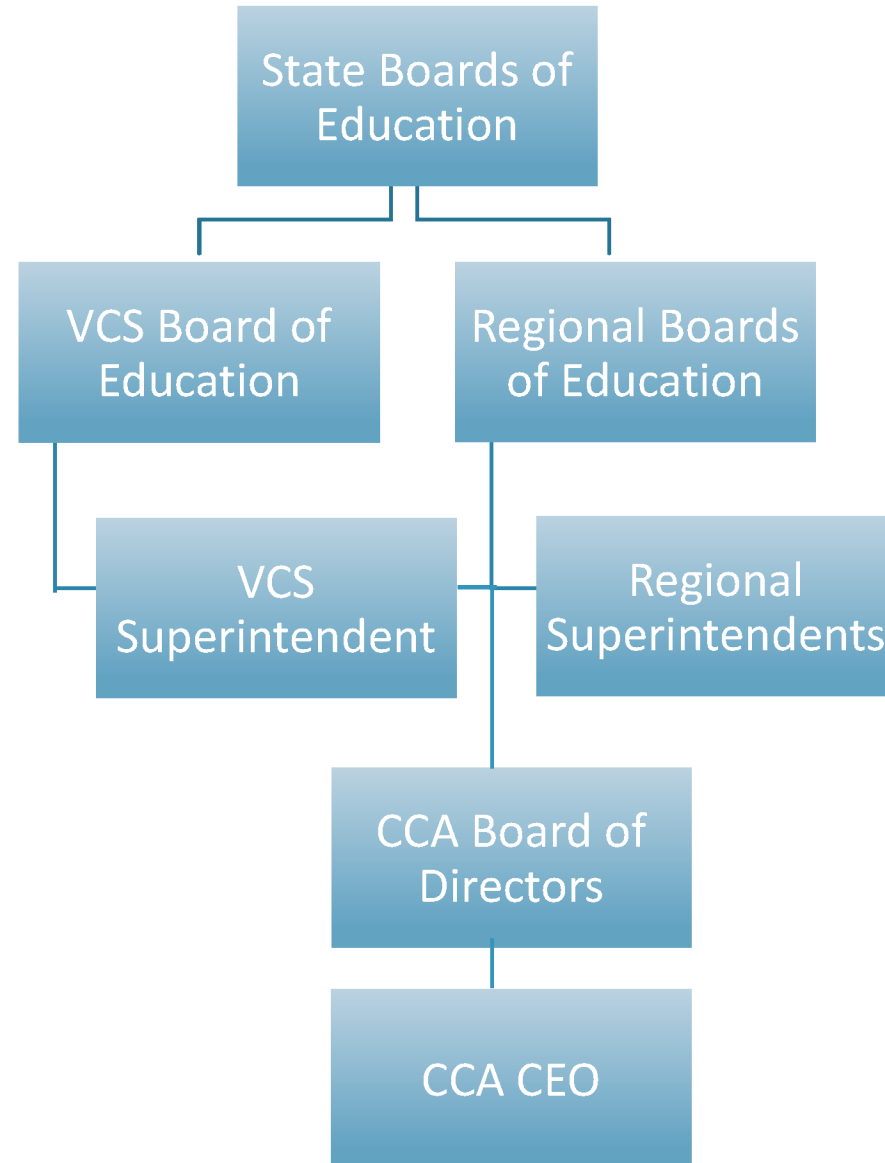 State Boards of
Education
VCS Board of
Education
Regional Boards
of Education
VCS
Superintendent
Regional
Superintendents
CCA Board of
Directors
CCA CEO